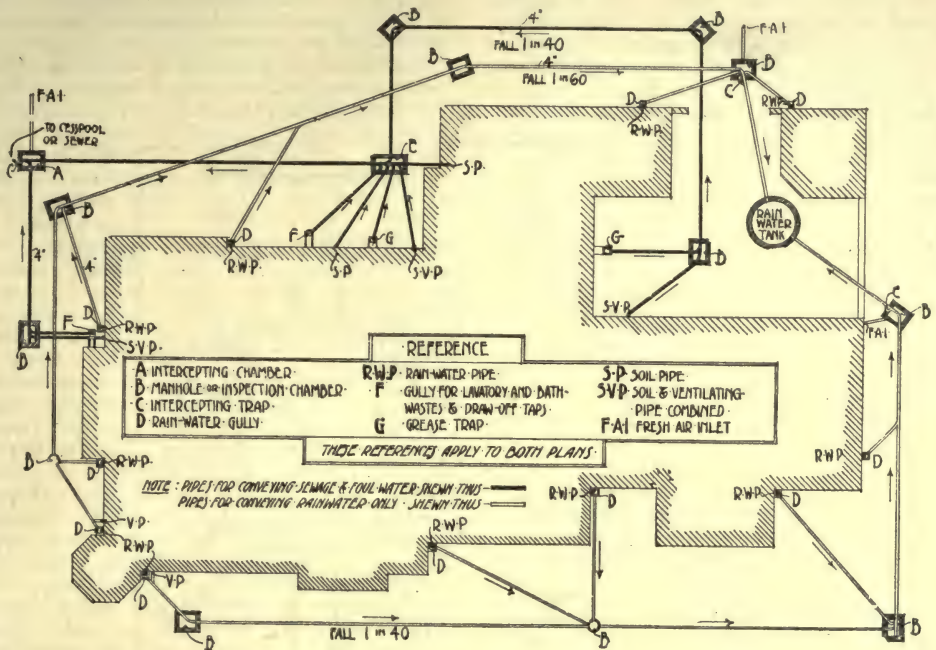 B
4"
B
FALL 1 IN 40
F·A·I
B
4"
FALL 1 IN 60
B
C
F·A·I
D
R·W·P·
R·W·P·
D
TO CESSPOOL
OR SEWER
C
A
E
S·P·
B
RAIN
WATER
TANK
4"
4"
D
R·W·P·
F
S·P·
G
S·V·P·
G
B
S·V·P·
C
B
F·A·I
D
R·W·P·
F
S·V·P·
B
REFERENCE
A INTERCEPTING CHAMBER
B MANHOLE OR INSPECTION CHAMBER
C INTERCEPTING TRAP
D RAIN-WATER GULLY
R·W·P· RAIN-WATER PIPE
F GULLY FOR LAVATORY AND BATH-
WASTES & DRAW-OFF TAPS
G GREASE TRAP
S·P· SOIL PIPE
S·V·P· SOIL & VENTILATING-
PIPE COMBINED
F·A·I FRESH AIR INLET
THESE REFERENCES APPLY TO BOTH PLANS
B
D
R·W·P·
R·W·P·
D
NOTE : PIPES FOR CONVEYING SEWAGE & FOUL WATER SHEWN THUS
PIPES FOR CONVEYING RAINWATER ONLY SHEWN THUS
R·W·P·
D
R·W·P·
D
V·P·
D
R·W·P·
R·W·P·
D
V·P·
D
B
FALL 1 IN 40
B
B